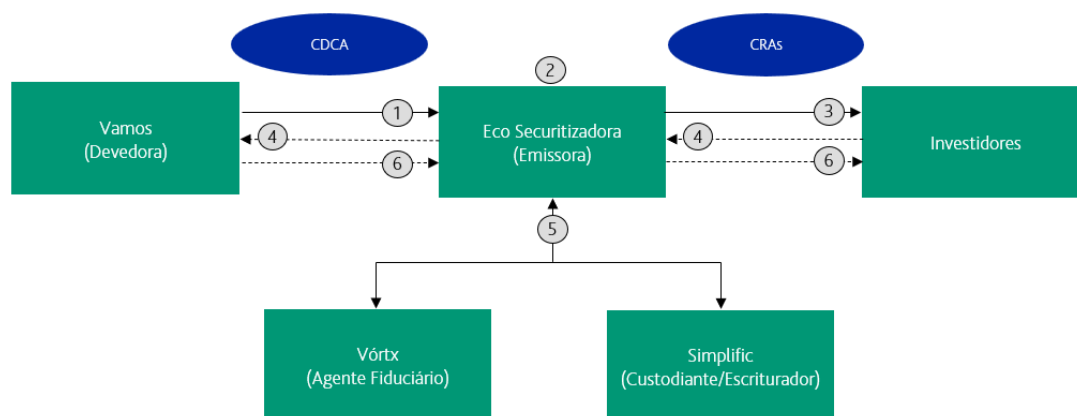 CDCA
CRAs
2
Vamos
(Devedora)
1
4
6
Eco Securitizadora
(Emissora)
3
4
6
Investidores
5
Vórtx
(Agente Fiduciário)
Simplific
(Custodiante/Escriturador)